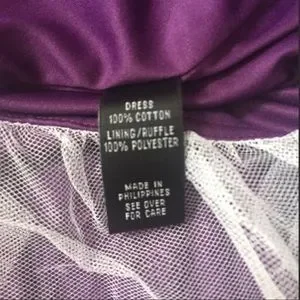 DRESS
100% COTTON
LINING/RUFFLE
100% POLYESTER
MADE IN
PHILIPPINES
SEE OVER
FOR CARE